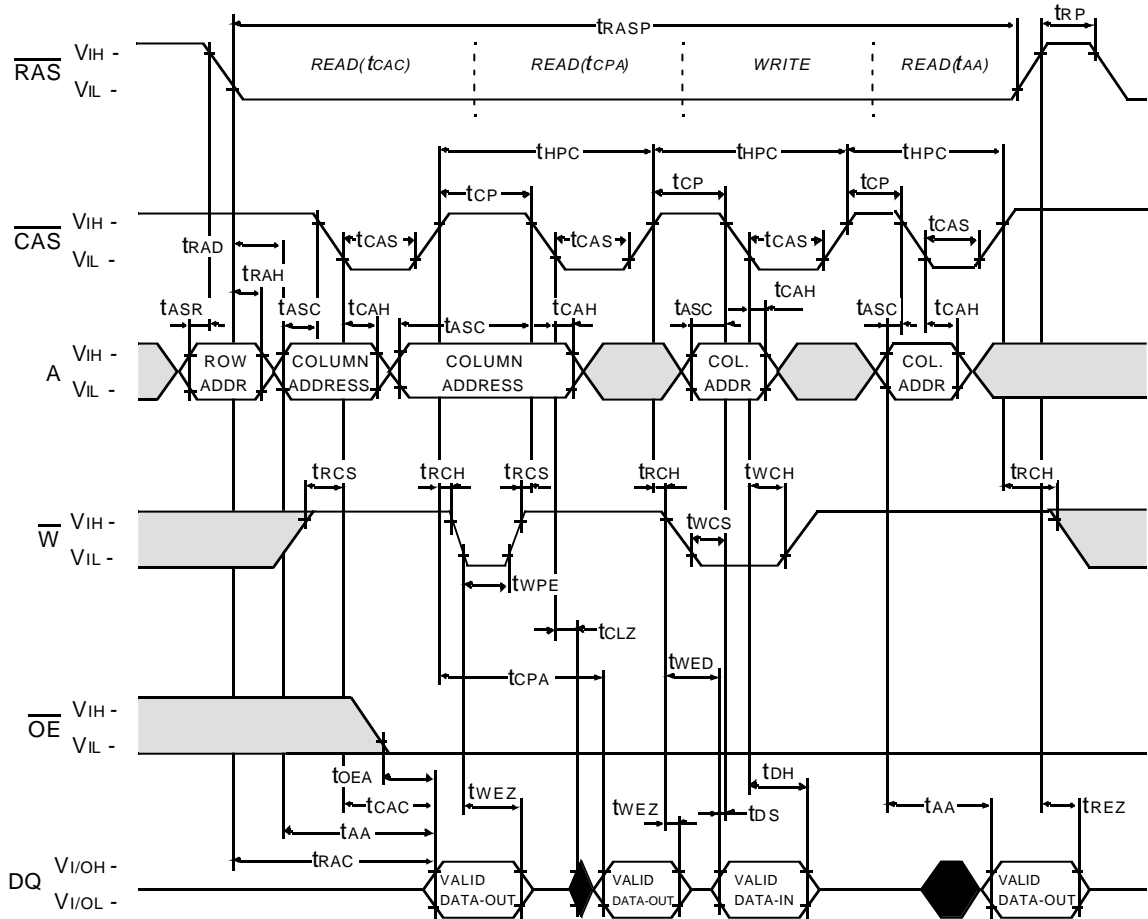 tRASP tRP
RAS VIH -
VIL -
READ(tCAC) READ(tCPA) WRITE READ(tAA)
tHPC tHPC tHPC
tCP tCP tCP
CAS VIH -
VIL -
tCAS tCAS tCAS tCAS
tRAD
tRAH
tASR tASC tCAH tASC tCAH tASC tCAH tASC tCAH
A VIH -
VIL -
ROW ADDR
COLUMN ADDRESS
COLUMN ADDRESS
COL. ADDR
COL. ADDR
tRCS tRCH tRCS tRCH tWCH tRCH
W VIH -
VIL -
tWCS
tWPE
tCLZ
tCPA tWED
OE VIH -
VIL -
tOEA tWEZ tWEZ tDH
tCAC tDS
tAA tAA tREZ
tRAC
DQ VI/OH -
VI/OL -
VALID DATA-OUT
VALID DATA-OUT
VALID DATA-IN
VALID DATA-OUT